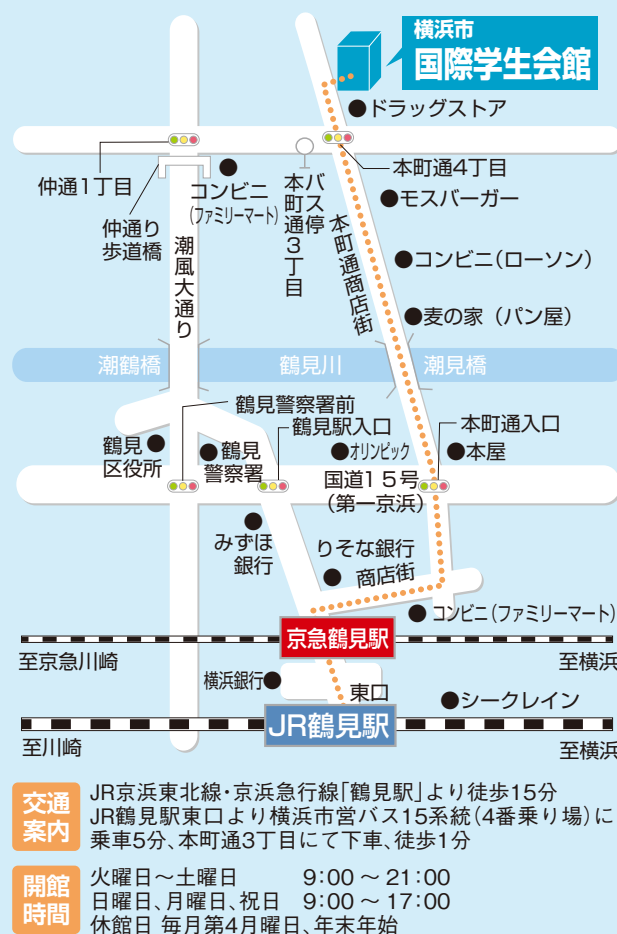 横浜市
国際学生会館
ドラッグストア
本町通4丁目
仲通1丁目
コンビニ
(ファミリーマート)
バス停
本町通3丁目
モスバーガー
仲通り
歩道橋
潮風大通り
本町通商店街
コンビニ(ローソン)
麦の家(パン屋)
潮鶴橋
鶴見川
潮見橋
鶴見警察署前
鶴見駅入口
本町通入口
鶴見
区役所
鶴見
警察署
オリンピック
本屋
国道15号
(第一京浜)
みずほ
銀行
りそな銀行
商店街
コンビニ(ファミリーマート)
京急鶴見駅
至京急川崎
至横浜
横浜銀行
東口
シークレイン
JR鶴見駅
至川崎
至横浜
交通
案内
JR京浜東北線・京浜急行線「鶴見駅」より徒歩15分
JR鶴見駅東口より横浜市営バス15系統(4番乗り場)に
乗車5分、本町通3丁目にて下車、徒歩1分
開館
時間
火曜日～土曜日 9:00 ～ 21:00
日曜日、月曜日、祝日 9:00 ～ 17:00
休館日 毎月第4月曜日、年末年始